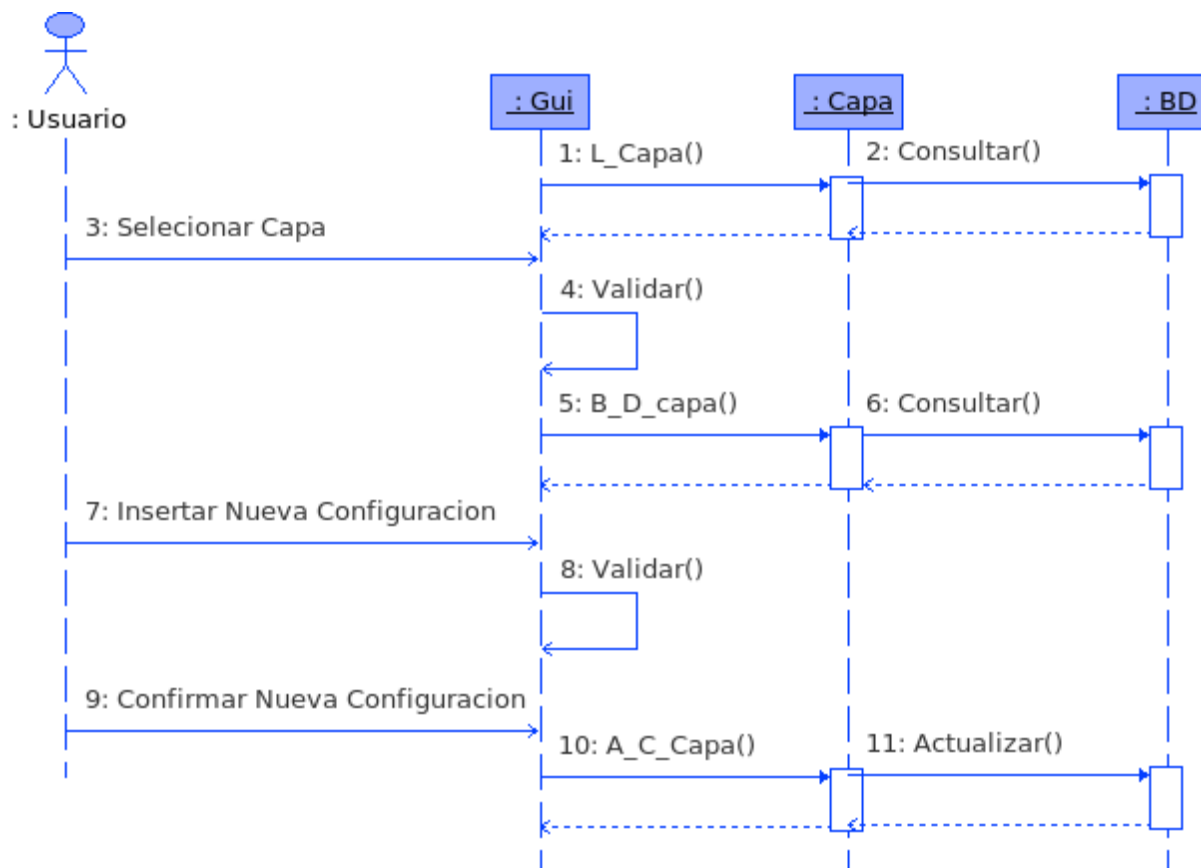 : Usuario
: Gui
: Capa
: BD
1: L_Capa()
2: Consultar()
3: Selecionar Capa
4: Validar()
5: B_D_capa()
6: Consultar()
7: Insertar Nueva Configuracion
8: Validar()
9: Confirmar Nueva Configuracion
10: A_C_Capa()
11: Actualizar()